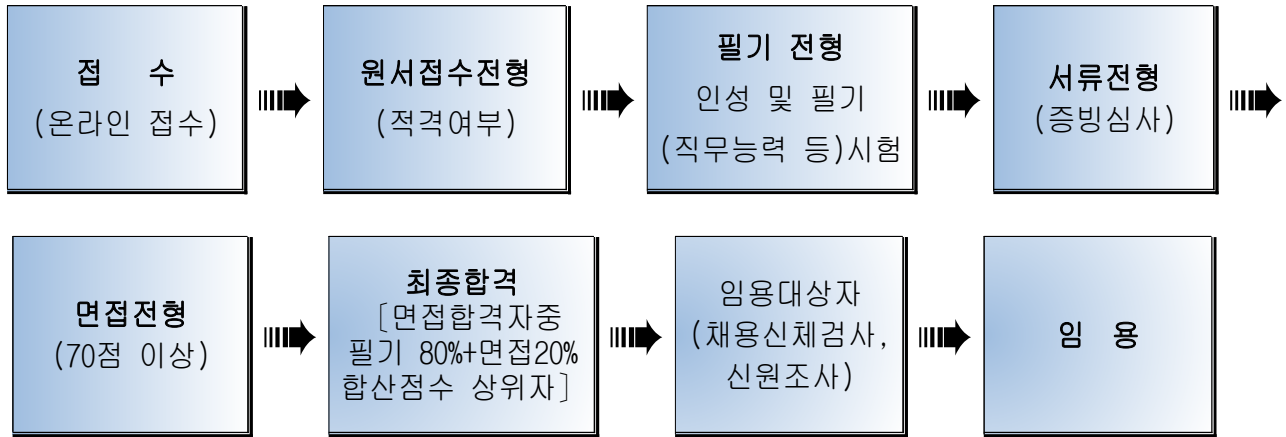 접 수
(온라인 접수)
원서접수전형
(적격여부)
필기 전형
인성 및 필기
(직무능력 등)시험
서류전형
(증빙심사)
면접전형
(70점 이상)
최종합격
[면접합격자중
필기 80%+면접20%
합산점수 상위자]
임용대상자
(채용신체검사,
신원조사)
임 용